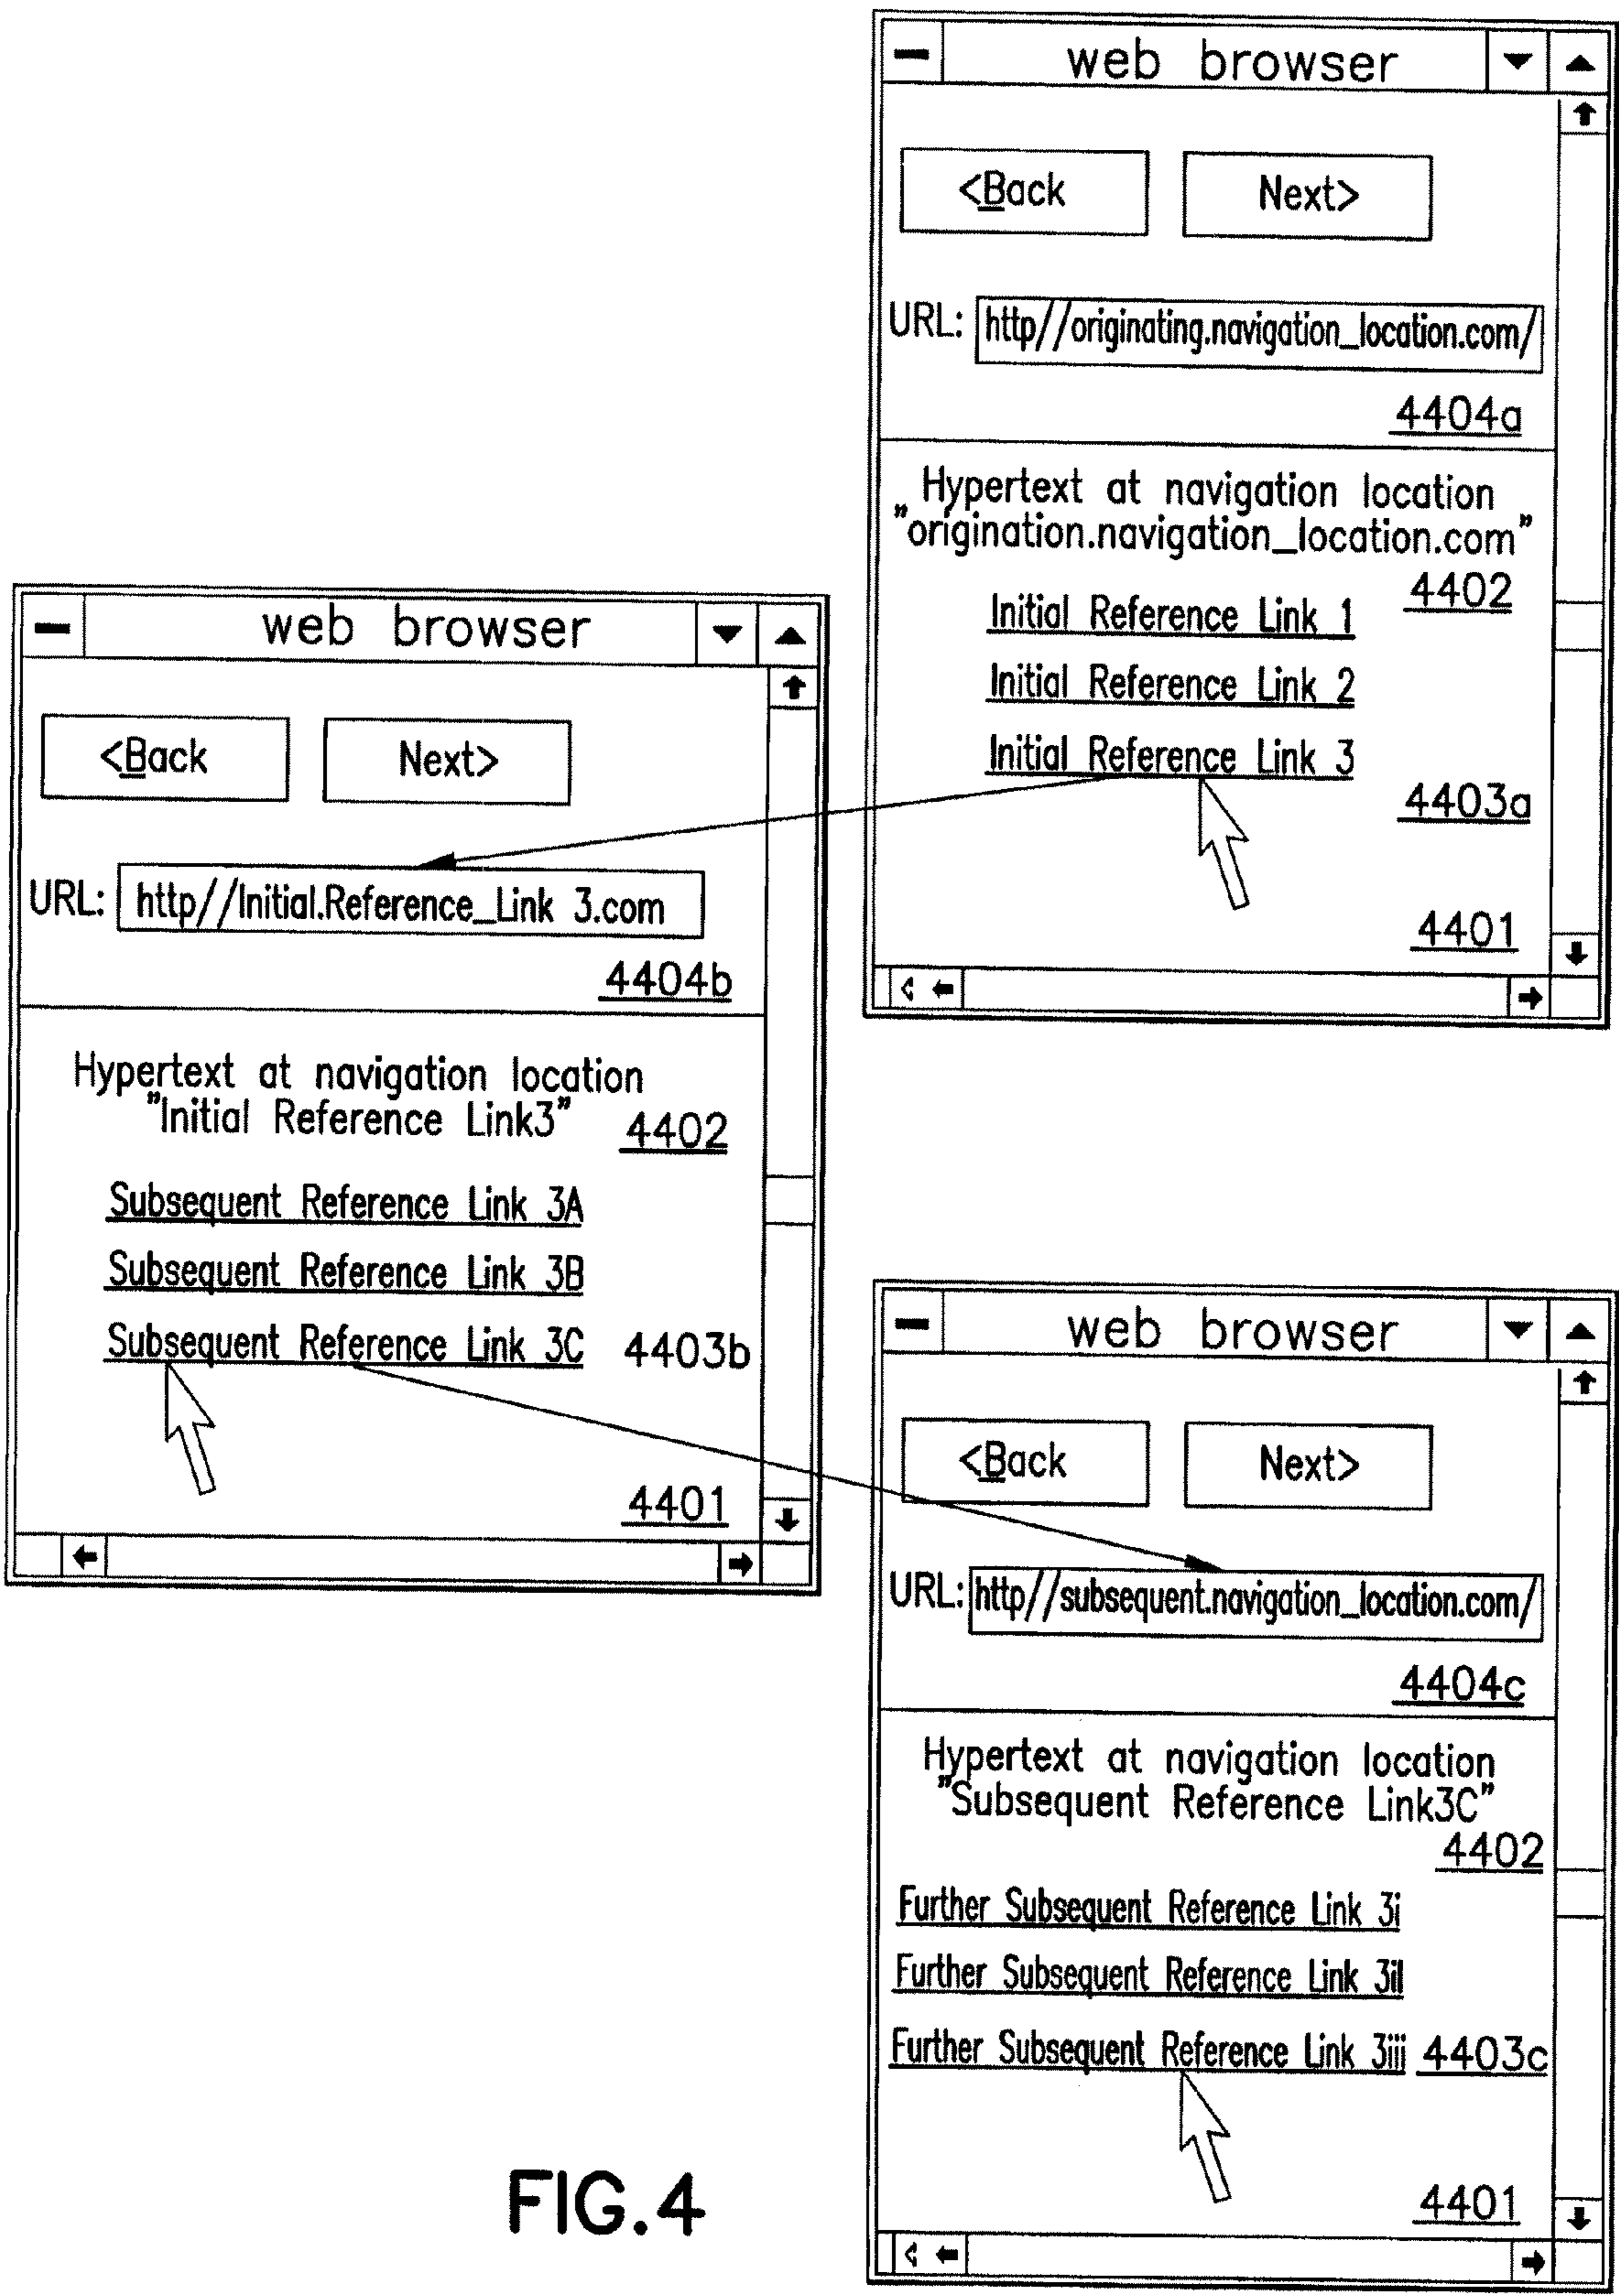 web browser
<Back
Next>
URL: http//originating.navigation_location.com/
4404a
Hypertext at navigation location
"origination.navigation_location.com"
4402
Initial Reference Link 1
Initial Reference Link 2
Initial Reference Link 3
4403a
4401
web browser
<Back
Next>
URL: http//Initial.Reference_Link 3.com
4404b
Hypertext at navigation location
"Initial Reference Link3"
4402
Subsequent Reference Link 3A
Subsequent Reference Link 3B
Subsequent Reference Link 3C 4403b
4401
web browser
<Back
Next>
URL: http//subsequent.navigation_location.com/
4404c
Hypertext at navigation location
"Subsequent Reference Link3C"
4402
Further Subsequent Reference Link 3i
Further Subsequent Reference Link 3ii
Further Subsequent Reference Link 3iii 4403c
4401
FIG.4